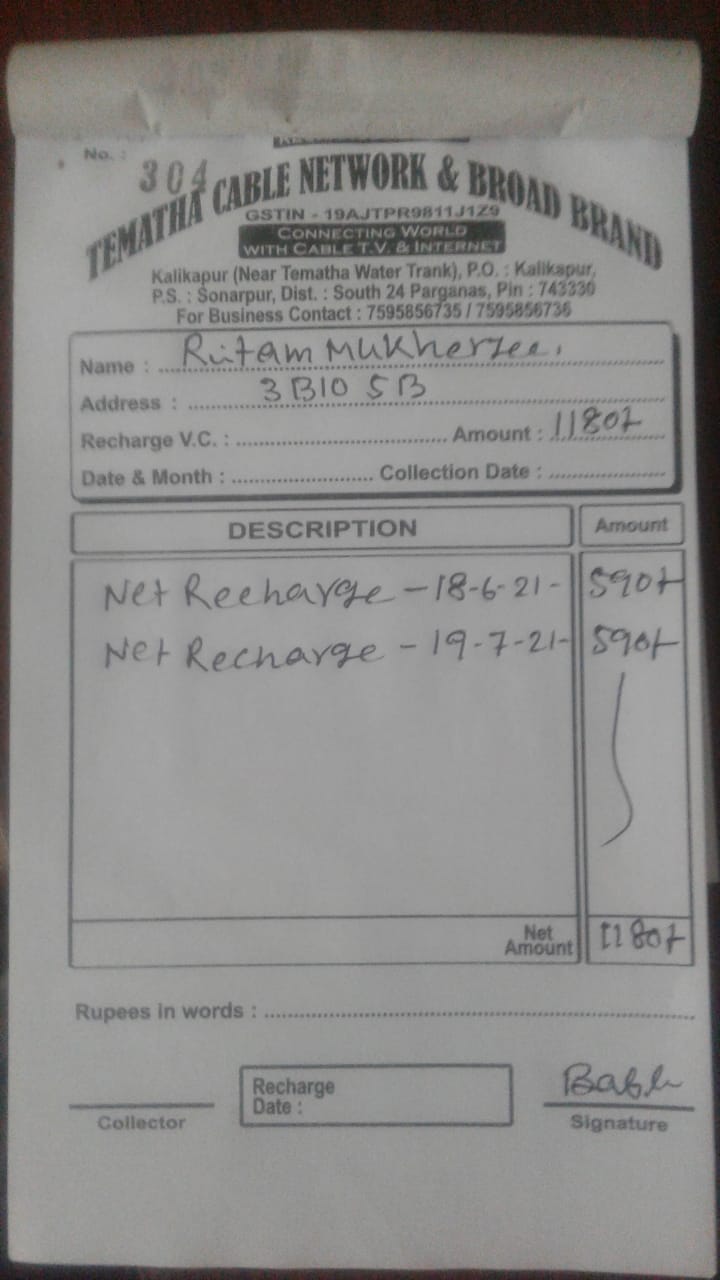 No. :
304
TEMATHA CABLE NETWORK & BROAD BRAND
GSTIN - 19AJTPR9811J1Z9
CONNECTING WORLD
WITH CABLE T.V. & INTERNET
Kalikapur (Near Tematha Water Trank), P.O. : Kalikapur,
P.S. : Sonarpur, Dist. : South 24 Parganas, Pin : 743330
For Business Contact : 7595856735 / 7595856736
Name : Ritam Mukherjee.
Address : 3B10 5B
Recharge V.C. : Amount : 1180/-
Date & Month : Collection Date :
DESCRIPTION Amount
Net Recharge - 18-6-21- 590/-
Net Recharge - 19-7-21- 590/-
Net
Amount 1180/-
Rupees in words :
Recharge
Date :
Collector Signature